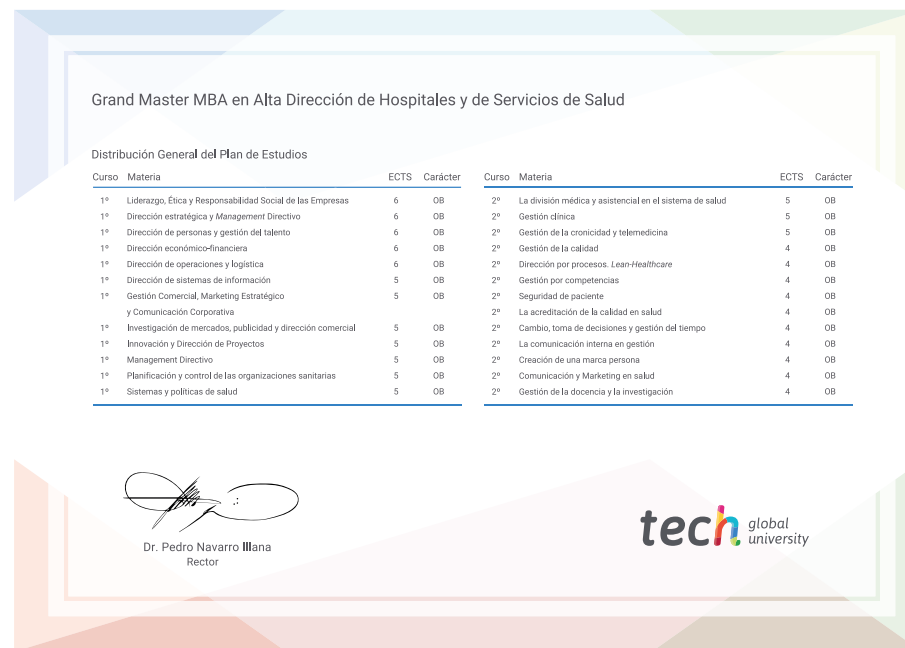 Grand Master MBA en Alta Dirección de Hospitales y de Servicios de Salud
Distribución General del Plan de Estudios
Curso Materia ECTS Carácter
1º Liderazgo, Ética y Responsabilidad Social de las Empresas 6 OB
1º Dirección estratégica y Management Directivo 6 OB
1º Dirección de personas y gestión del talento 6 OB
1º Dirección económico-financiera 6 OB
1º Dirección de operaciones y logística 6 OB
1º Dirección de sistemas de información 5 OB
1º Gestión Comercial, Marketing Estratégico 5 OB
y Comunicación Corporativa
1º Investigación de mercados, publicidad y dirección comercial 5 OB
1º Innovación y Dirección de Proyectos 5 OB
1º Management Directivo 5 OB
1º Planificación y control de las organizaciones sanitarias 5 OB
1º Sistemas y políticas de salud 5 OB
Curso Materia ECTS Carácter
2º La división médica y asistencial en el sistema de salud 5 OB
2º Gestión clínica 5 OB
2º Gestión de la cronicidad y telemedicina 5 OB
2º Gestión de la calidad 4 OB
2º Dirección por procesos. Lean-Healthcare 4 OB
2º Gestión por competencias 4 OB
2º Seguridad de paciente 4 OB
2º La acreditación de la calidad en salud 4 OB
2º Cambio, toma de decisiones y gestión del tiempo 4 OB
2º La comunicación interna en gestión 4 OB
2º Creación de una marca persona 4 OB
2º Comunicación y Marketing en salud 4 OB
2º Gestión de la docencia y la investigación 4 OB
Dr. Pedro Navarro Illana
Rector
tech global
university